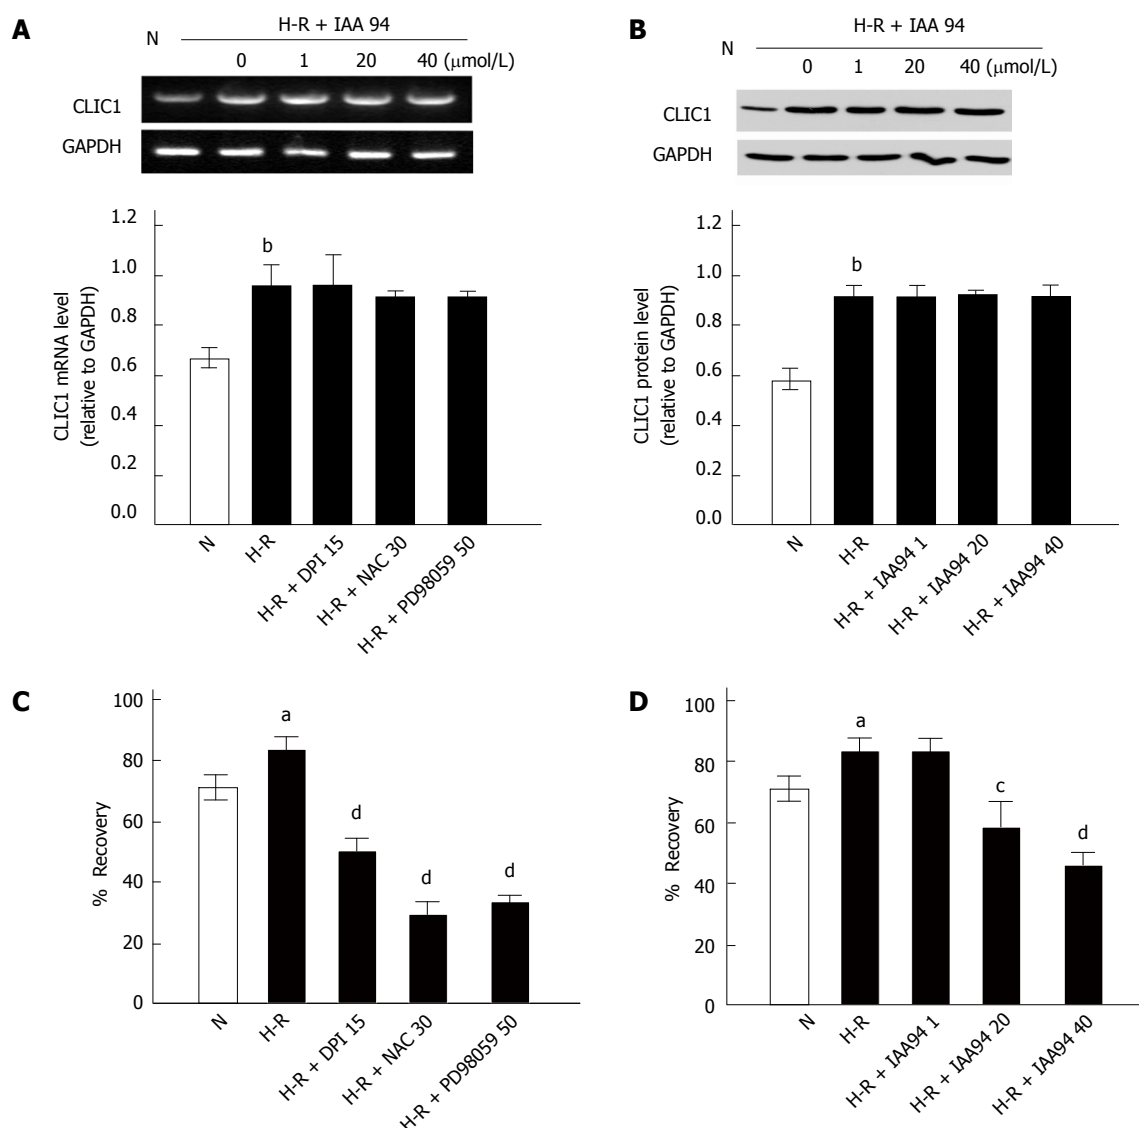 A
N
H-R + IAA 94
0 1 20 40 (μmol/L)
CLIC1
GAPDH
CLIC1 mRNA level
(relative to GAPDH)
1.2
1.0
0.8
0.6
0.4
0.2
0.0
b
N
H-R
H-R + DPI 15
H-R + NAC 30
H-R + PD98059 50
B
N
H-R + IAA 94
0 1 20 40 (μmol/L)
CLIC1
GAPDH
CLIC1 protein level
(relative to GAPDH)
1.2
1.0
0.8
0.6
0.4
0.2
0.0
b
N
H-R
H-R + IAA94 1
H-R + IAA94 20
H-R + IAA94 40
C
% Recovery
100
80
60
40
20
0
a
d
d
d
N
H-R
H-R + DPI 15
H-R + NAC 30
H-R + PD98059 50
D
% Recovery
100
80
60
40
20
0
a
c
d
N
H-R
H-R + IAA94 1
H-R + IAA94 20
H-R + IAA94 40